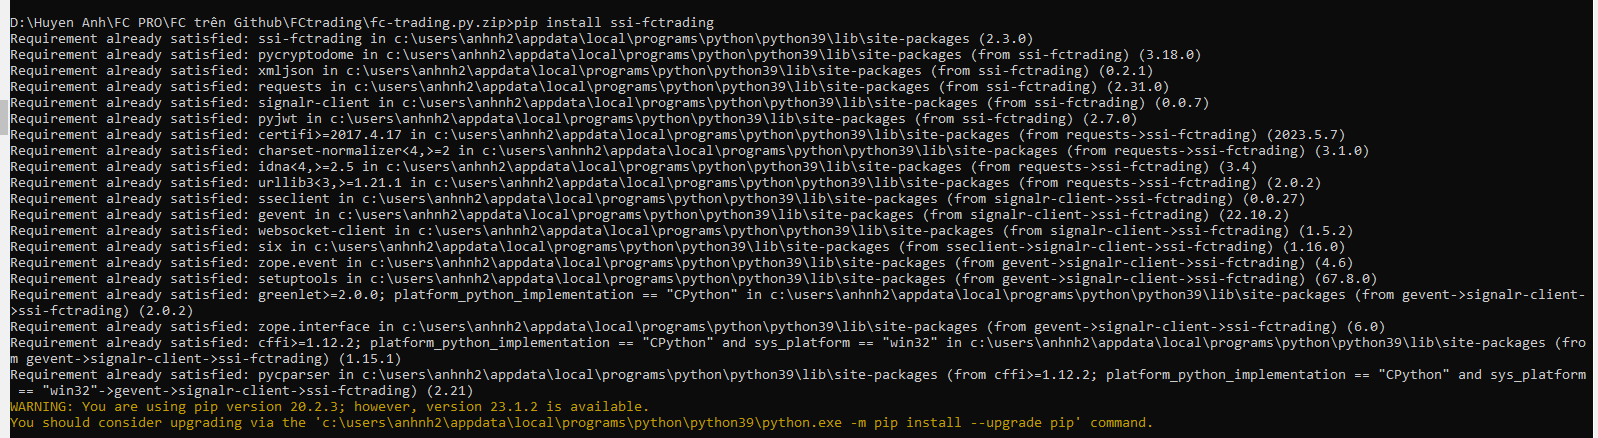 D:\Huyen Anh\FC PRO\FC trên Github\FCtrading\fc-trading.py.zip>pip install ssi-fctrading
Requirement already satisfied: ssi-fctrading in c:\users\anhnh2\appdata\local\programs\python\python39\lib\site-packages (2.3.0)
Requirement already satisfied: pycryptodome in c:\users\anhnh2\appdata\local\programs\python\python39\lib\site-packages (from ssi-fctrading) (3.18.0)
Requirement already satisfied: xmljson in c:\users\anhnh2\appdata\local\programs\python\python39\lib\site-packages (from ssi-fctrading) (0.2.1)
Requirement already satisfied: requests in c:\users\anhnh2\appdata\local\programs\python\python39\lib\site-packages (from ssi-fctrading) (2.31.0)
Requirement already satisfied: signalr-client in c:\users\anhnh2\appdata\local\programs\python\python39\lib\site-packages (from ssi-fctrading) (0.0.7)
Requirement already satisfied: pyjwt in c:\users\anhnh2\appdata\local\programs\python\python39\lib\site-packages (from ssi-fctrading) (2.7.0)
Requirement already satisfied: certifi>=2017.4.17 in c:\users\anhnh2\appdata\local\programs\python\python39\lib\site-packages (from requests->ssi-fctrading) (2023.5.7)
Requirement already satisfied: charset-normalizer<4,>=2 in c:\users\anhnh2\appdata\local\programs\python\python39\lib\site-packages (from requests->ssi-fctrading) (3.1.0)
Requirement already satisfied: idna<4,>=2.5 in c:\users\anhnh2\appdata\local\programs\python\python39\lib\site-packages (from requests->ssi-fctrading) (3.4)
Requirement already satisfied: urllib3<3,>=1.21.1 in c:\users\anhnh2\appdata\local\programs\python\python39\lib\site-packages (from requests->ssi-fctrading) (2.0.2)
Requirement already satisfied: sseclient in c:\users\anhnh2\appdata\local\programs\python\python39\lib\site-packages (from signalr-client->ssi-fctrading) (0.0.27)
Requirement already satisfied: gevent in c:\users\anhnh2\appdata\local\programs\python\python39\lib\site-packages (from signalr-client->ssi-fctrading) (22.10.2)
Requirement already satisfied: websocket-client in c:\users\anhnh2\appdata\local\programs\python\python39\lib\site-packages (from signalr-client->ssi-fctrading) (1.5.2)
Requirement already satisfied: six in c:\users\anhnh2\appdata\local\programs\python\python39\lib\site-packages (from sseclient->signalr-client->ssi-fctrading) (1.16.0)
Requirement already satisfied: zope.event in c:\users\anhnh2\appdata\local\programs\python\python39\lib\site-packages (from gevent->signalr-client->ssi-fctrading) (4.6)
Requirement already satisfied: setuptools in c:\users\anhnh2\appdata\local\programs\python\python39\lib\site-packages (from gevent->signalr-client->ssi-fctrading) (67.8.0)
Requirement already satisfied: greenlet>=2.0.0; platform_python_implementation == "CPython" in c:\users\anhnh2\appdata\local\programs\python\python39\lib\site-packages (from gevent->signalr-client-
>ssi-fctrading) (2.0.2)
Requirement already satisfied: zope.interface in c:\users\anhnh2\appdata\local\programs\python\python39\lib\site-packages (from gevent->signalr-client->ssi-fctrading) (6.0)
Requirement already satisfied: cffi>=1.12.2; platform_python_implementation == "CPython" and sys_platform == "win32" in c:\users\anhnh2\appdata\local\programs\python\python39\lib\site-packages (fro
m gevent->signalr-client->ssi-fctrading) (1.15.1)
Requirement already satisfied: pycparser in c:\users\anhnh2\appdata\local\programs\python\python39\lib\site-packages (from cffi>=1.12.2; platform_python_implementation == "CPython" and sys_platform
 == "win32"->gevent->signalr-client->ssi-fctrading) (2.21)
WARNING: You are using pip version 20.2.3; however, version 23.1.2 is available.
You should consider upgrading via the 'c:\users\anhnh2\appdata\local\programs\python\python39\python.exe -m pip install --upgrade pip' command.